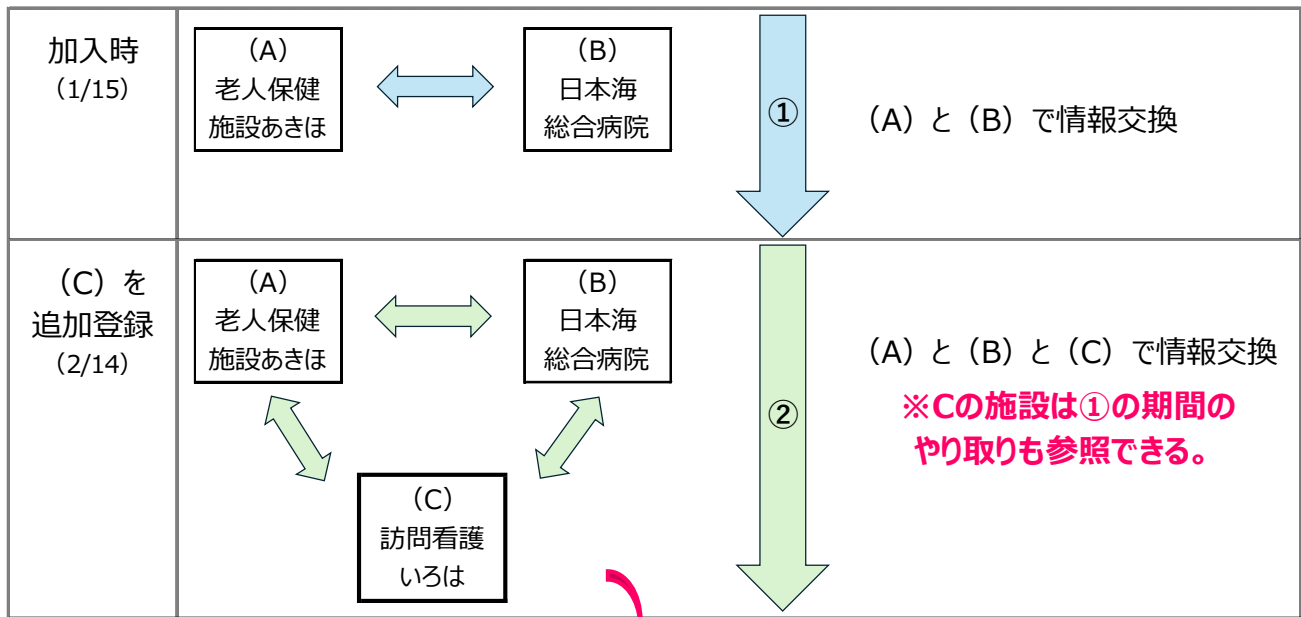 加入時
（1/15）
（A）
老人保健
施設あきほ
（B）
日本海
総合病院
①
（A）と（B）で情報交換
（C）を
追加登録
（2/14）
（A）
老人保健
施設あきほ
（B）
日本海
総合病院
（C）
訪問看護
いろは
②
（A）と（B）と（C）で情報交換
※Cの施設は①の期間の
やり取りも参照できる。